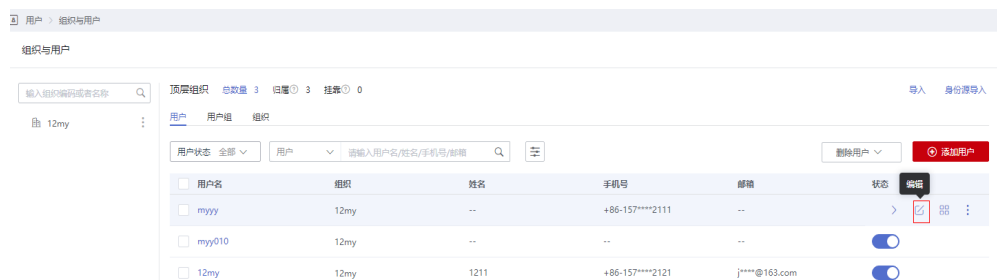 用户 > 组织与用户
组织与用户
输入组织编码或者名称
12my
顶层组织 总数量 3 归属 3 挂靠 0 导入 身份源导入
用户 用户组 组织
用户状态 全部 用户 请输入用户名/姓名/手机号/邮箱 删除用户 添加用户
用户名 组织 姓名 手机号 邮箱 状态 编辑
myyy 12my -- +86-157****2111 --
myy010 12my -- -- --
12my 12my 1211 +86-157****2121 j****@163.com